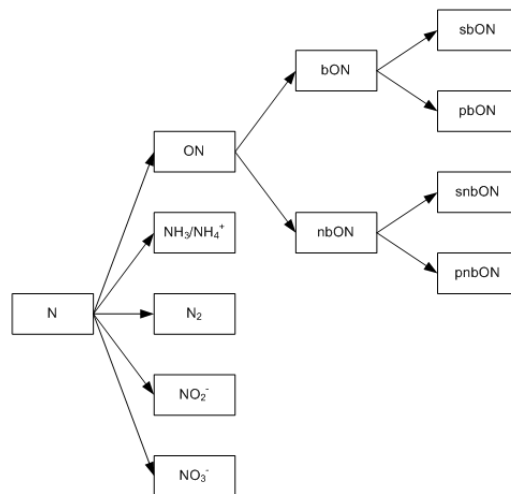 sbON
bON
pbON
ON
snbON
nbON
NH₃/NH₄⁺
pnbON
N
N₂
NO₂⁻
NO₃⁻